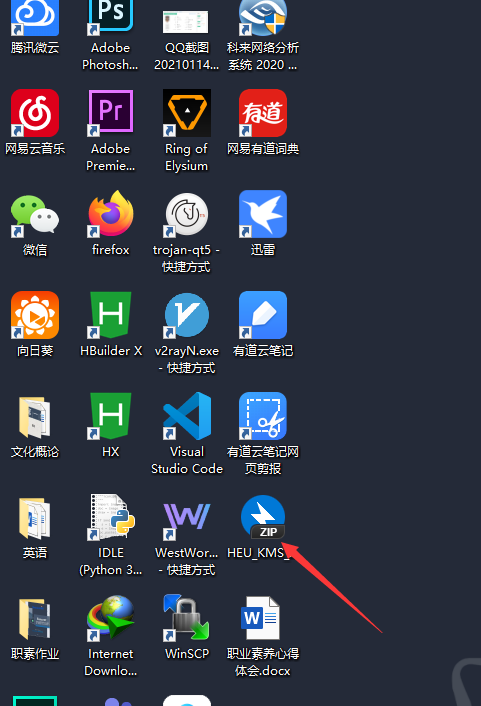 Ps
腾讯微云
Adobe
Photosh...
QQ截图
20210114...
科来网络分析
系统 2020 ...
Pr
有道
网易云音乐
Adobe
Premie...
Ring of
Elysium
网易有道词典
微信
firefox
trojan-qt5 -
快捷方式
迅雷
H
V
向日葵
HBuilder X
v2rayN.exe
- 快捷方式
有道云笔记
H
文化概论
HX
Visual
Studio Code
有道云笔记网
页剪报
W
ZIP
英语
IDLE
(Python 3...
WestWor...
- 快捷方式
HEU_KMS_
W
职素作业
Internet
Downlo...
WinSCP
职业素养心得
体会.docx